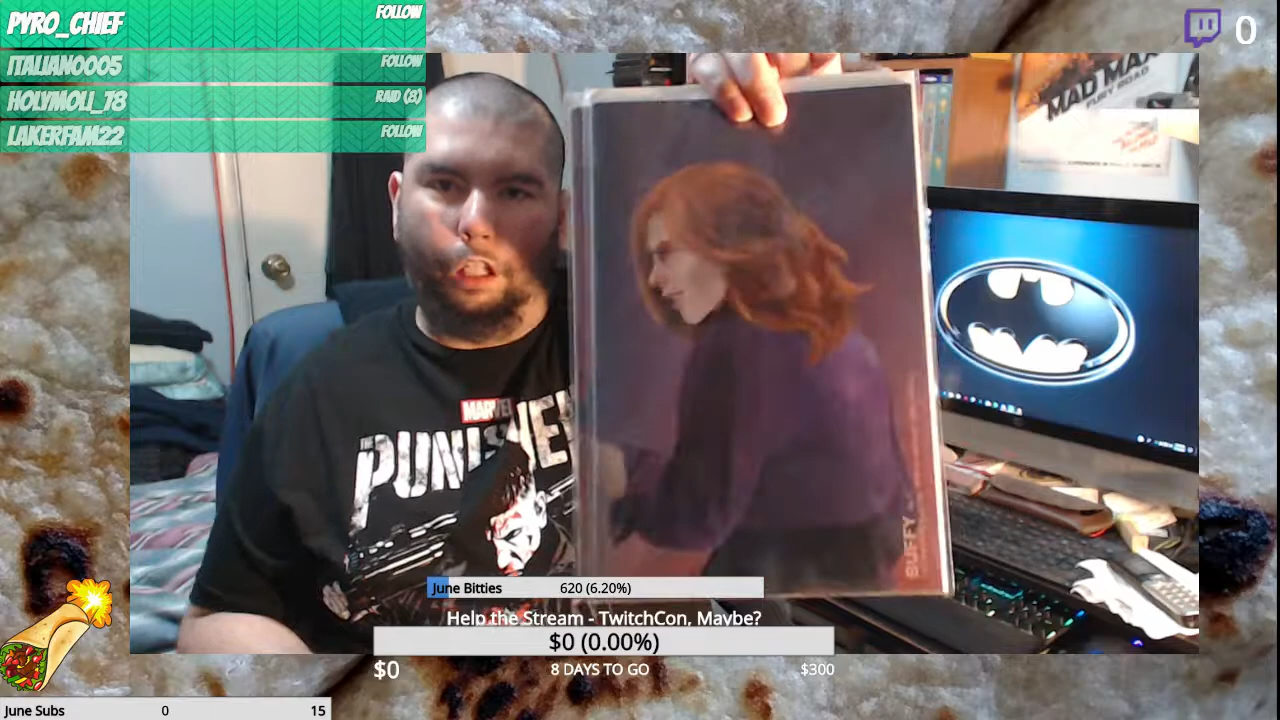 PYRO_CHIEF FOLLOW
ITALIANO005 FOLLOW
HOLYMOLI_78 RAID (8)
LAKERFAM22 FOLLOW
0
MAD MAX
FURY ROAD
MARVEL
PUNISHE
BUFFY
June Bitties 620 (6.20%)
Help the Stream - TwitchCon, Maybe?
$0 (0.00%)
$0 8 DAYS TO GO $300
June Subs 0 15